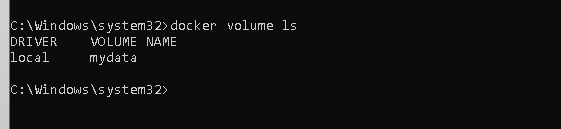 C:\Windows\system32>docker volume ls
DRIVER    VOLUME NAME
local     mydata
C:\Windows\system32>